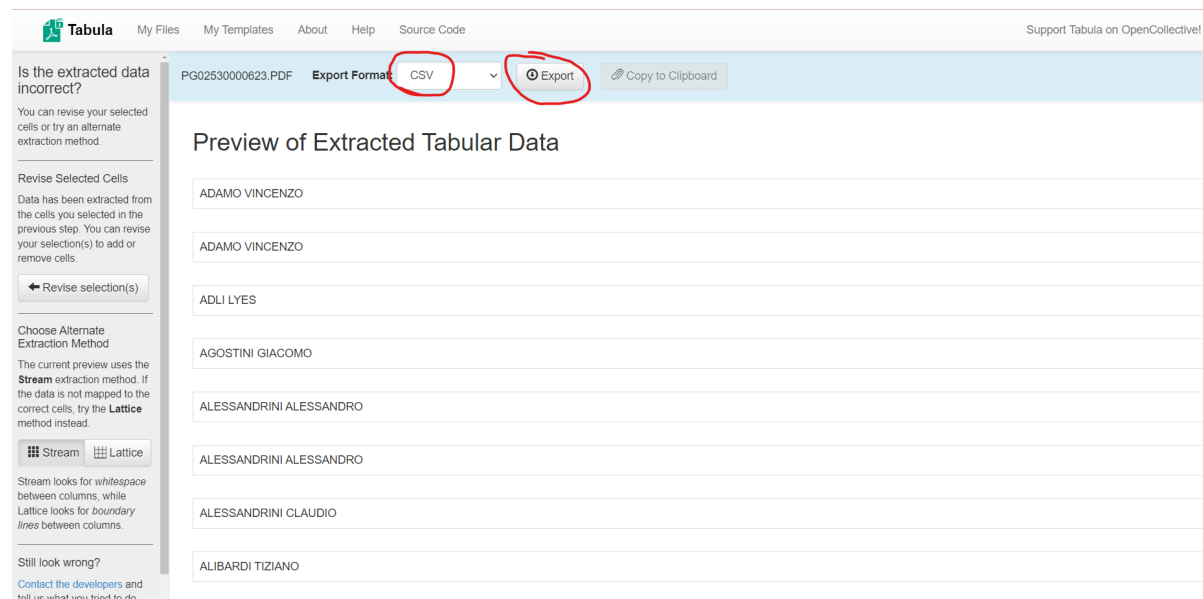 Tabula My Files My Templates About Help Source Code Support Tabula on OpenCollective!
PG02530000623.PDF Export Format: CSV Export Copy to Clipboard
Is the extracted data
incorrect?
You can revise your selected
cells or try an alternate
extraction method.
Revise Selected Cells
Data has been extracted from
the cells you selected in the
previous step. You can revise
your selection(s) to add or
remove cells.
Revise selection(s)
Choose Alternate
Extraction Method
The current preview uses the
Stream extraction method. If
the data is not mapped to the
correct cells, try the Lattice
method instead.
Stream Lattice
Stream looks for whitespace
between columns, while
Lattice looks for boundary
lines between columns.
Still look wrong?
Contact the developers and
tell us what you tried to do
Preview of Extracted Tabular Data
ADAMO VINCENZO
ADAMO VINCENZO
ADLI LYES
AGOSTINI GIACOMO
ALESSANDRINI ALESSANDRO
ALESSANDRINI ALESSANDRO
ALESSANDRINI CLAUDIO
ALIBARDI TIZIANO